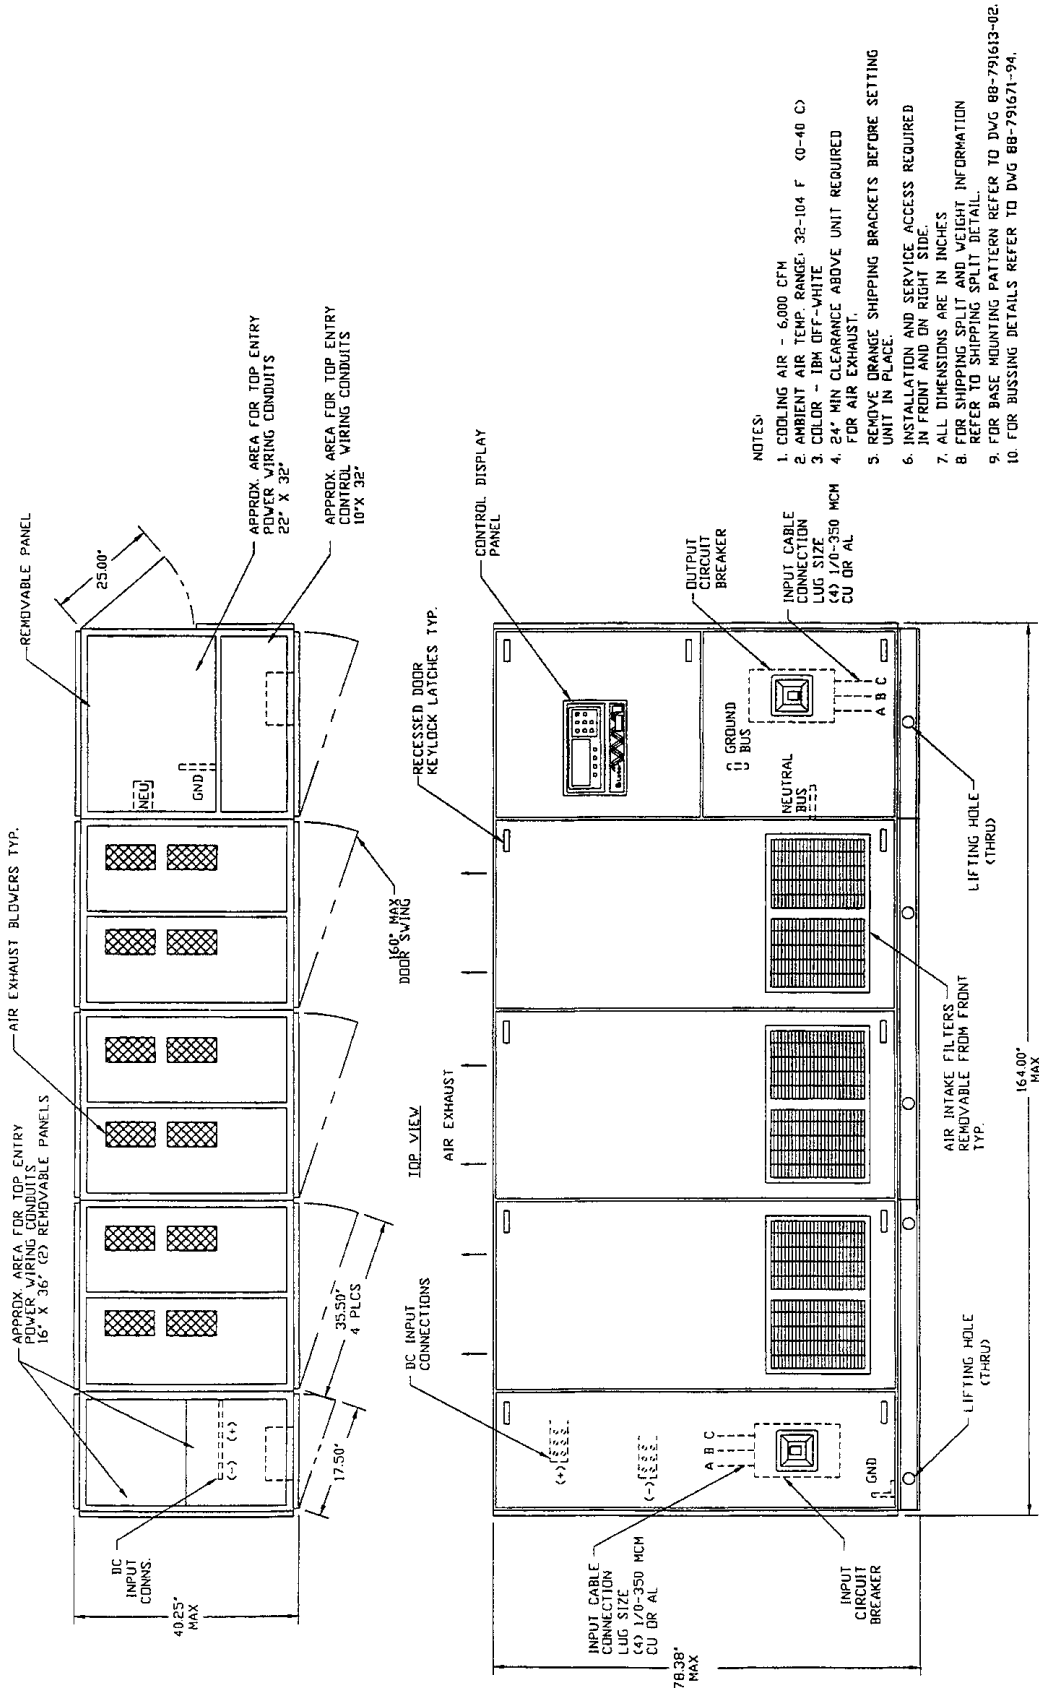 APPROX. AREA FOR TOP ENTRY
POWER WIRING CONDUITS
16" X 36" (2) REMOVABLE PANELS
AIR EXHAUST BLOWERS TYP.
REMOVABLE PANEL
25.00"
APPROX. AREA FOR TOP ENTRY
POWER WIRING CONDUITS
22" X 32"
APPROX. AREA FOR TOP ENTRY
CONTROL WIRING CONDUITS
10"X 32"
NEU
GND
(-) (+)
DC
INPUT
CONNS.
40.25"
MAX
17.50"
35.50"
4 PLCS
160° MAX
DOOR SWING
TOP VIEW
AIR EXHAUST
RECESSED DOOR
KEYLOCK LATCHES TYP.
CONTROL DISPLAY
PANEL
DC INPUT
CONNECTIONS
(+)
(-)
A B C
GND
GROUND
BUS
NEUTRAL
BUS
A B C
OUTPUT
CIRCUIT
BREAKER
INPUT CABLE
CONNECTION
LUG SIZE
(4) 1/0-350 MCM
CU OR AL
INPUT CABLE
CONNECTION
LUG SIZE
(4) 1/0-350 MCM
CU OR AL
INPUT
CIRCUIT
BREAKER
78.38"
MAX
LIFTING HOLE
(THRU)
AIR INTAKE FILTERS
REMOVABLE FROM FRONT
TYP.
LIFTING HOLE
(THRU)
164.00"
MAX
NOTES:
1. COOLING AIR - 6,000 CFM
2. AMBIENT AIR TEMP. RANGE: 32-104 F (0-40 C)
3. COLOR - IBM OFF-WHITE
4. 24" MIN CLEARANCE ABOVE UNIT REQUIRED
FOR AIR EXHAUST.
5. REMOVE ORANGE SHIPPING BRACKETS BEFORE SETTING
UNIT IN PLACE.
6. INSTALLATION AND SERVICE ACCESS REQUIRED
IN FRONT AND ON RIGHT SIDE.
7. ALL DIMENSIONS ARE IN INCHES
8. FOR SHIPPING SPLIT AND WEIGHT INFORMATION
REFER TO SHIPPING SPLIT DETAIL.
9. FOR BASE MOUNTING PATTERN REFER TO DWG 88-791613-02.
10. FOR BUSSING DETAILS REFER TO DWG 88-791671-94.